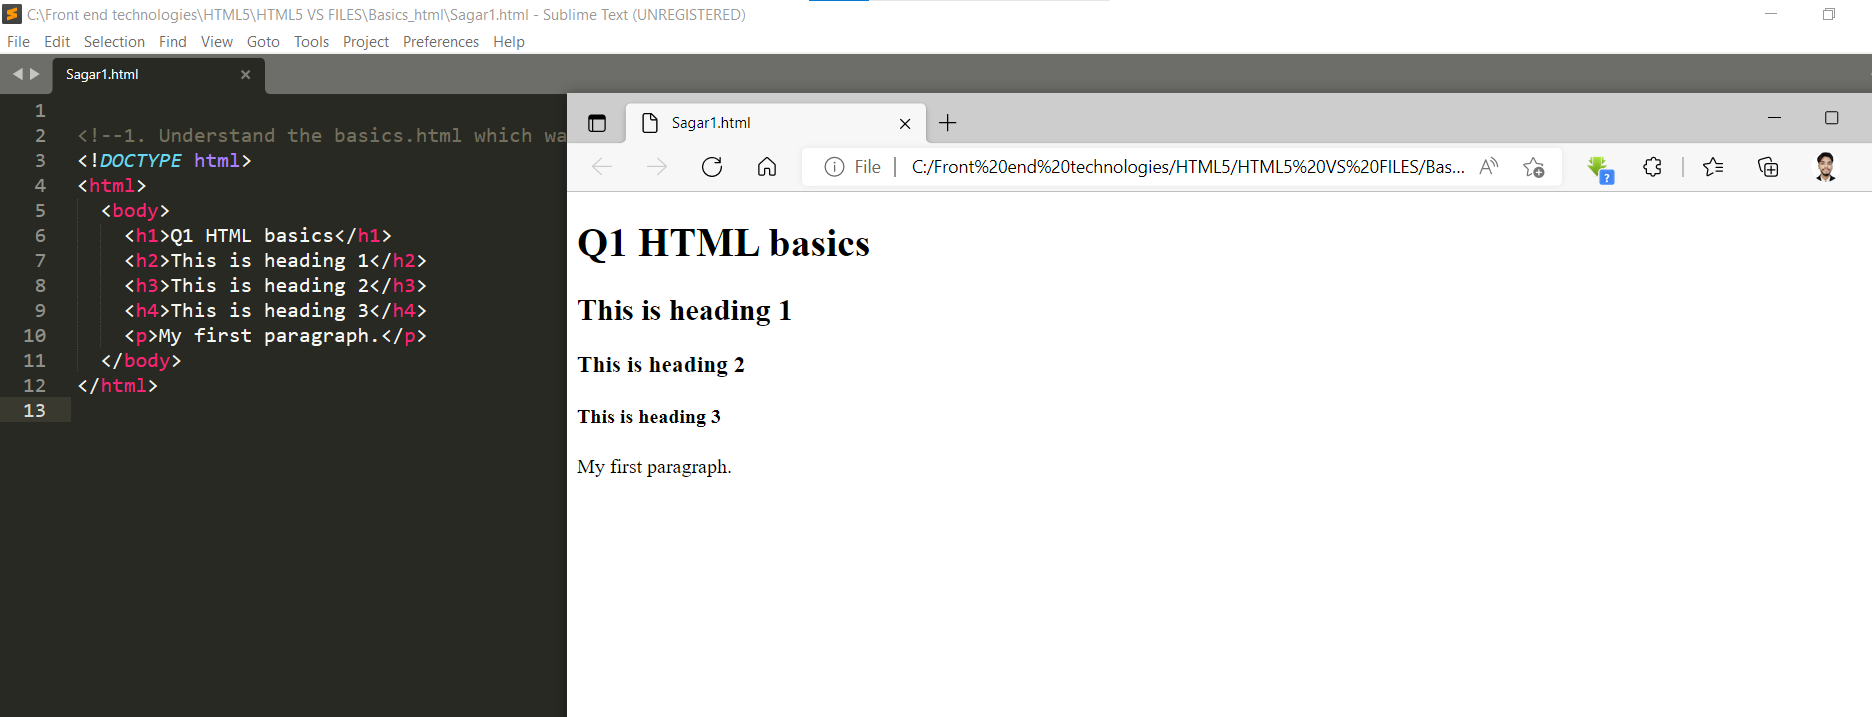 C:\Front end technologies\HTML5\HTML5 VS FILES\Basics_html\Sagar1.html - Sublime Text (UNREGISTERED)
File Edit Selection Find View Goto Tools Project Preferences Help
Sagar1.html
1
2 <!--1. Understand the basics.html which wa
3 <!DOCTYPE html>
4 <html>
5 <body>
6 <h1>Q1 HTML basics</h1>
7 <h2>This is heading 1</h2>
8 <h3>This is heading 2</h3>
9 <h4>This is heading 3</h4>
10 <p>My first paragraph.</p>
11 </body>
12 </html>
13
Sagar1.html
File C:/Front%20end%20technologies/HTML5/HTML5%20VS%20FILES/Bas...
Q1 HTML basics
This is heading 1
This is heading 2
This is heading 3
My first paragraph.